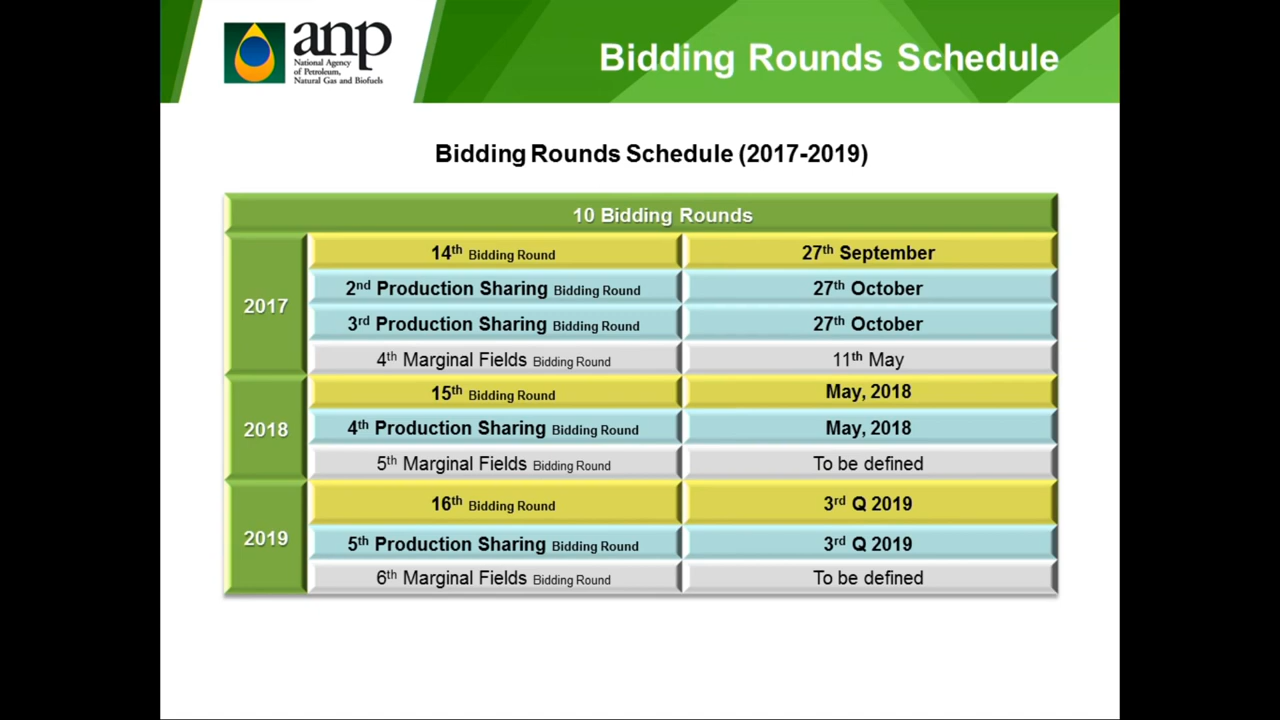 anp
National Agency
of Petroleum,
Natural Gas and Biofuels
Bidding Rounds Schedule
Bidding Rounds Schedule (2017-2019)
10 Bidding Rounds
2017
14th Bidding Round 27th September
2nd Production Sharing Bidding Round 27th October
3rd Production Sharing Bidding Round 27th October
4th Marginal Fields Bidding Round 11th May
2018
15th Bidding Round May, 2018
4th Production Sharing Bidding Round May, 2018
5th Marginal Fields Bidding Round To be defined
2019
16th Bidding Round 3rd Q 2019
5th Production Sharing Bidding Round 3rd Q 2019
6th Marginal Fields Bidding Round To be defined